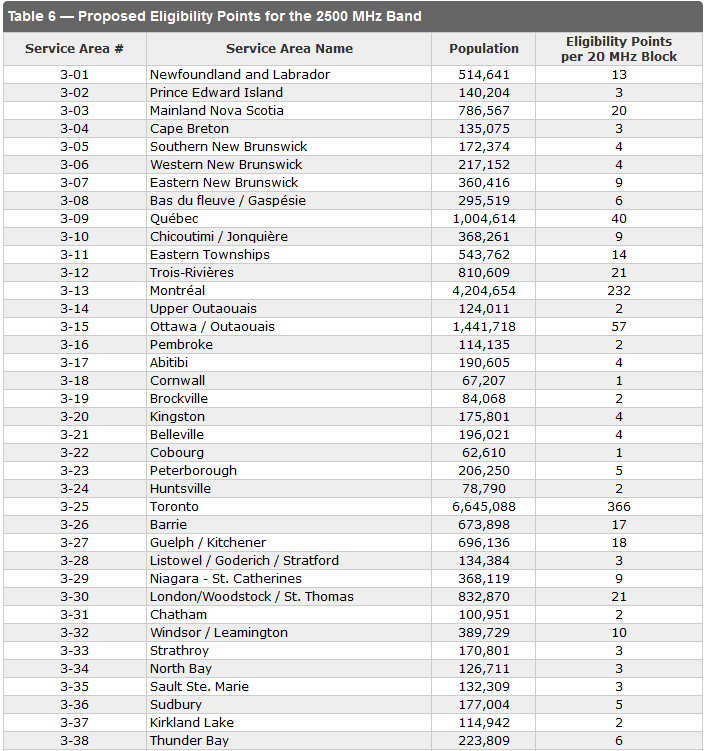 Table 6 — Proposed Eligibility Points for the 2500 MHz Band
Service Area # Service Area Name Population Eligibility Points per 20 MHz Block
3-01 Newfoundland and Labrador 514,641 13
3-02 Prince Edward Island 140,204 3
3-03 Mainland Nova Scotia 786,567 20
3-04 Cape Breton 135,075 3
3-05 Southern New Brunswick 172,374 4
3-06 Western New Brunswick 217,152 4
3-07 Eastern New Brunswick 360,416 9
3-08 Bas du fleuve / Gaspésie 295,519 6
3-09 Québec 1,004,614 40
3-10 Chicoutimi / Jonquière 368,261 9
3-11 Eastern Townships 543,762 14
3-12 Trois-Rivières 810,609 21
3-13 Montréal 4,204,654 232
3-14 Upper Outaouais 124,011 2
3-15 Ottawa / Outaouais 1,441,718 57
3-16 Pembroke 114,135 2
3-17 Abitibi 190,605 4
3-18 Cornwall 67,207 1
3-19 Brockville 84,068 2
3-20 Kingston 175,801 4
3-21 Belleville 196,021 4
3-22 Cobourg 62,610 1
3-23 Peterborough 206,250 5
3-24 Huntsville 78,790 2
3-25 Toronto 6,645,088 366
3-26 Barrie 673,898 17
3-27 Guelph / Kitchener 696,136 18
3-28 Listowel / Goderich / Stratford 134,384 3
3-29 Niagara - St. Catherines 368,119 9
3-30 London/Woodstock / St. Thomas 832,870 21
3-31 Chatham 100,951 2
3-32 Windsor / Leamington 389,729 10
3-33 Strathroy 170,801 3
3-34 North Bay 126,711 3
3-35 Sault Ste. Marie 132,309 3
3-36 Sudbury 177,004 5
3-37 Kirkland Lake 114,942 2
3-38 Thunder Bay 223,809 6